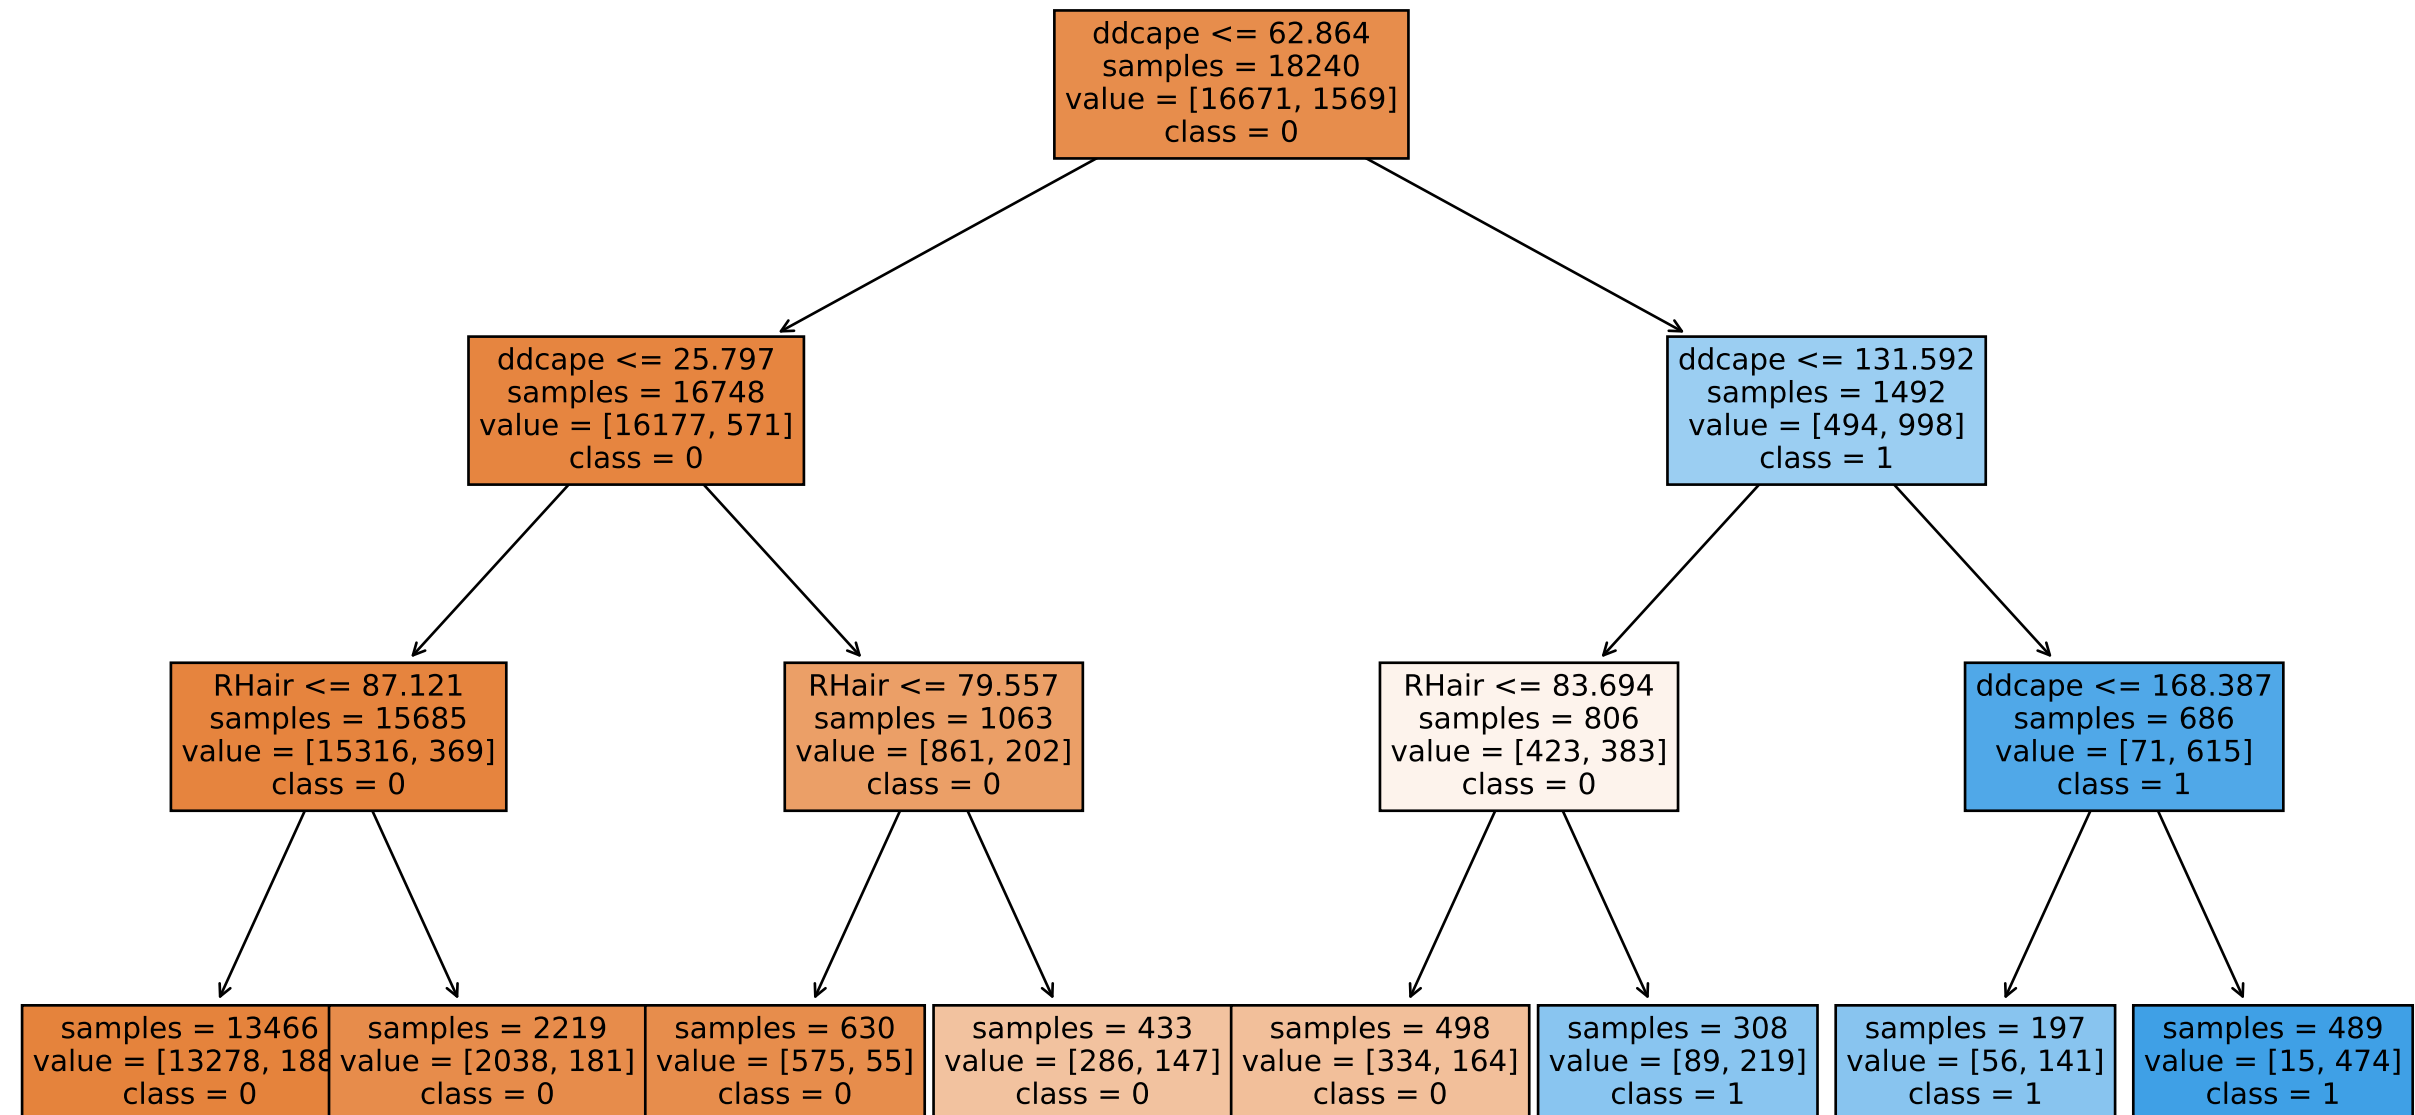 ddcape <= 62.864
samples = 18240
value = [16671, 1569]
class = 0
ddcape <= 25.797
samples = 16748
value = [16177, 571]
class = 0
ddcape <= 131.592
samples = 1492
value = [494, 998]
class = 1
RHair <= 87.121
samples = 15685
value = [15316, 369]
class = 0
RHair <= 79.557
samples = 1063
value = [861, 202]
class = 0
RHair <= 83.694
samples = 806
value = [423, 383]
class = 0
ddcape <= 168.387
samples = 686
value = [71, 615]
class = 1
samples = 13466
value = [13278, 188
class = 0
samples = 2219
value = [2038, 181]
class = 0
samples = 630
value = [575, 55]
class = 0
samples = 433
value = [286, 147]
class = 0
samples = 498
value = [334, 164]
class = 0
samples = 308
value = [89, 219]
class = 1
samples = 197
value = [56, 141]
class = 1
samples = 489
value = [15, 474]
class = 1